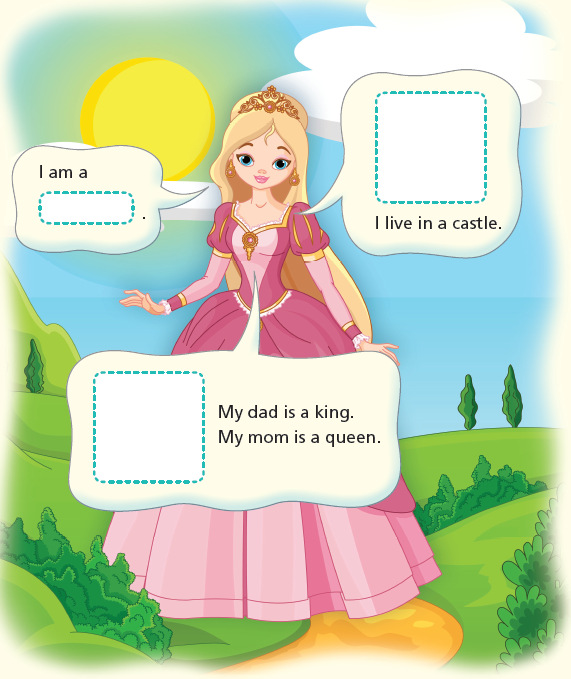 I am a
.
I live in a castle.
My dad is a king.
My mom is a queen.